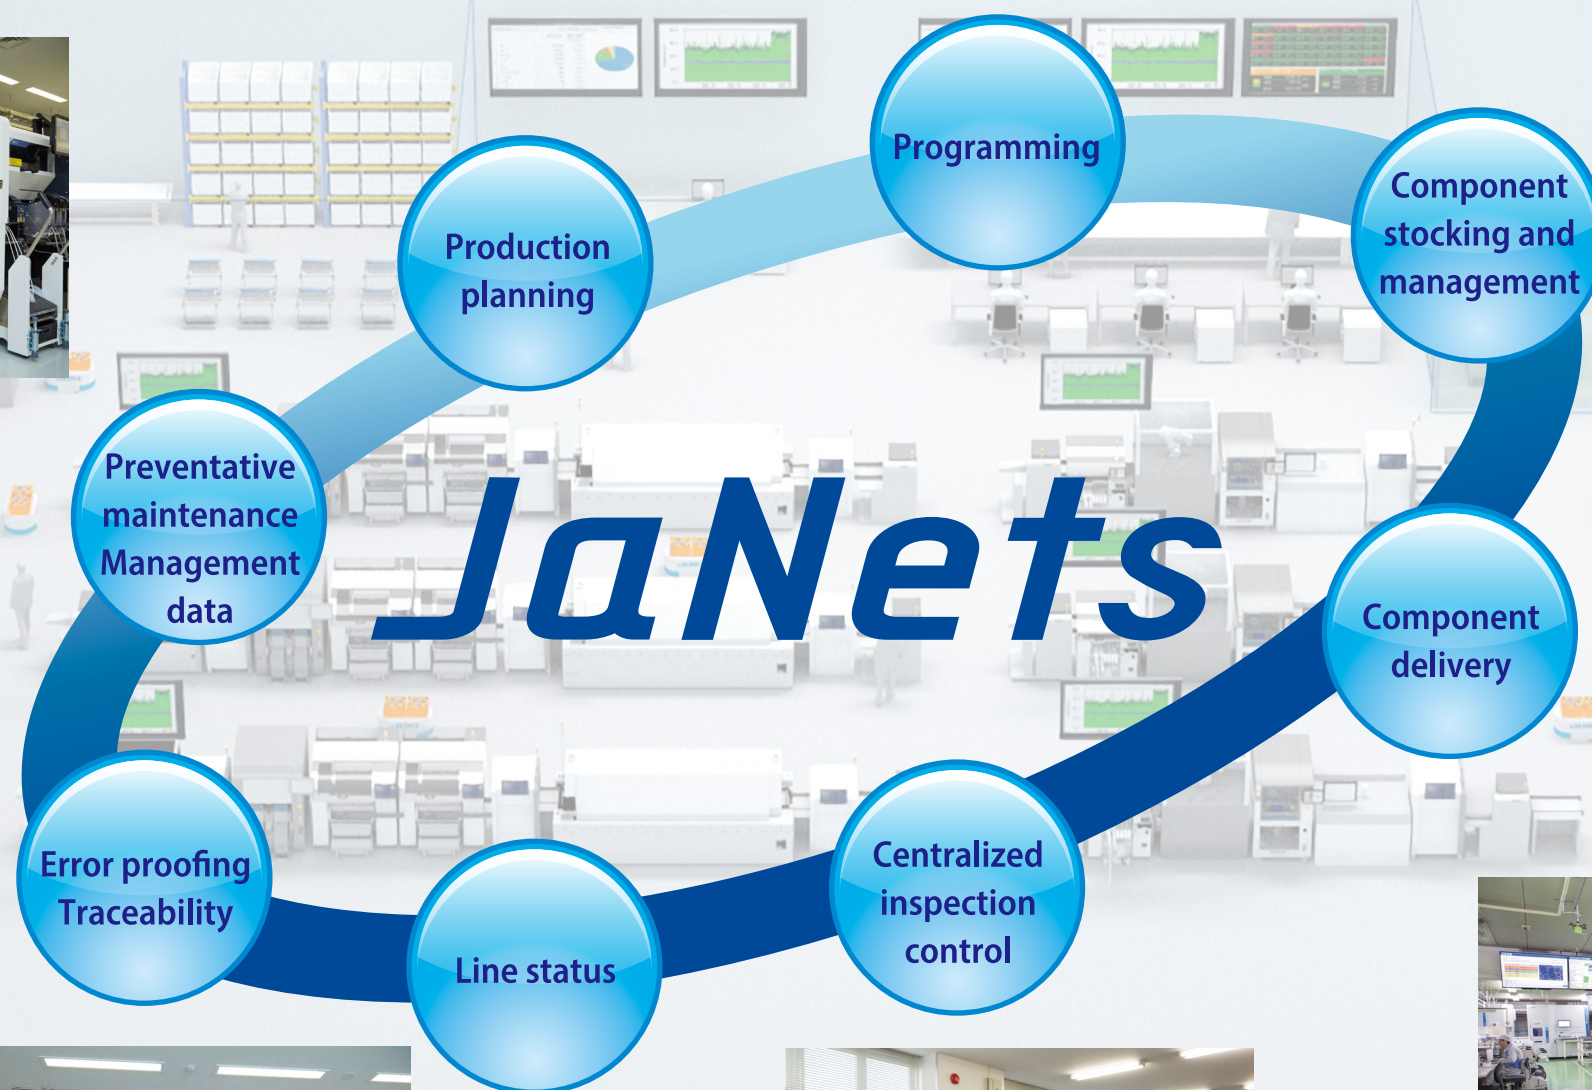 Programming
Component
stocking and
management
Production
planning
Preventative
maintenance
Management
data
JaNets
Component
delivery
Error proofing
Traceability
Line status
Centralized
inspection
control